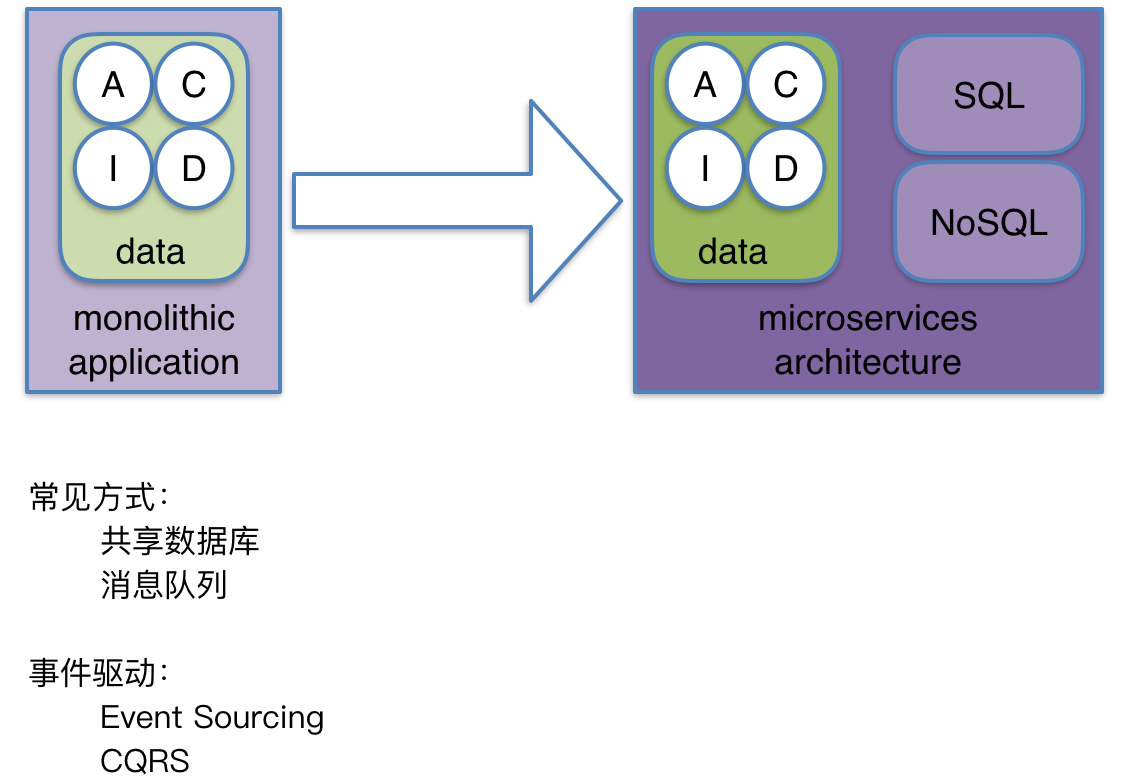 A C
I D
data
monolithic
application
A C
I D
data
SQL
NoSQL
microservices
architecture
常见方式：
共享数据库
消息队列
事件驱动：
Event Sourcing
CQRS